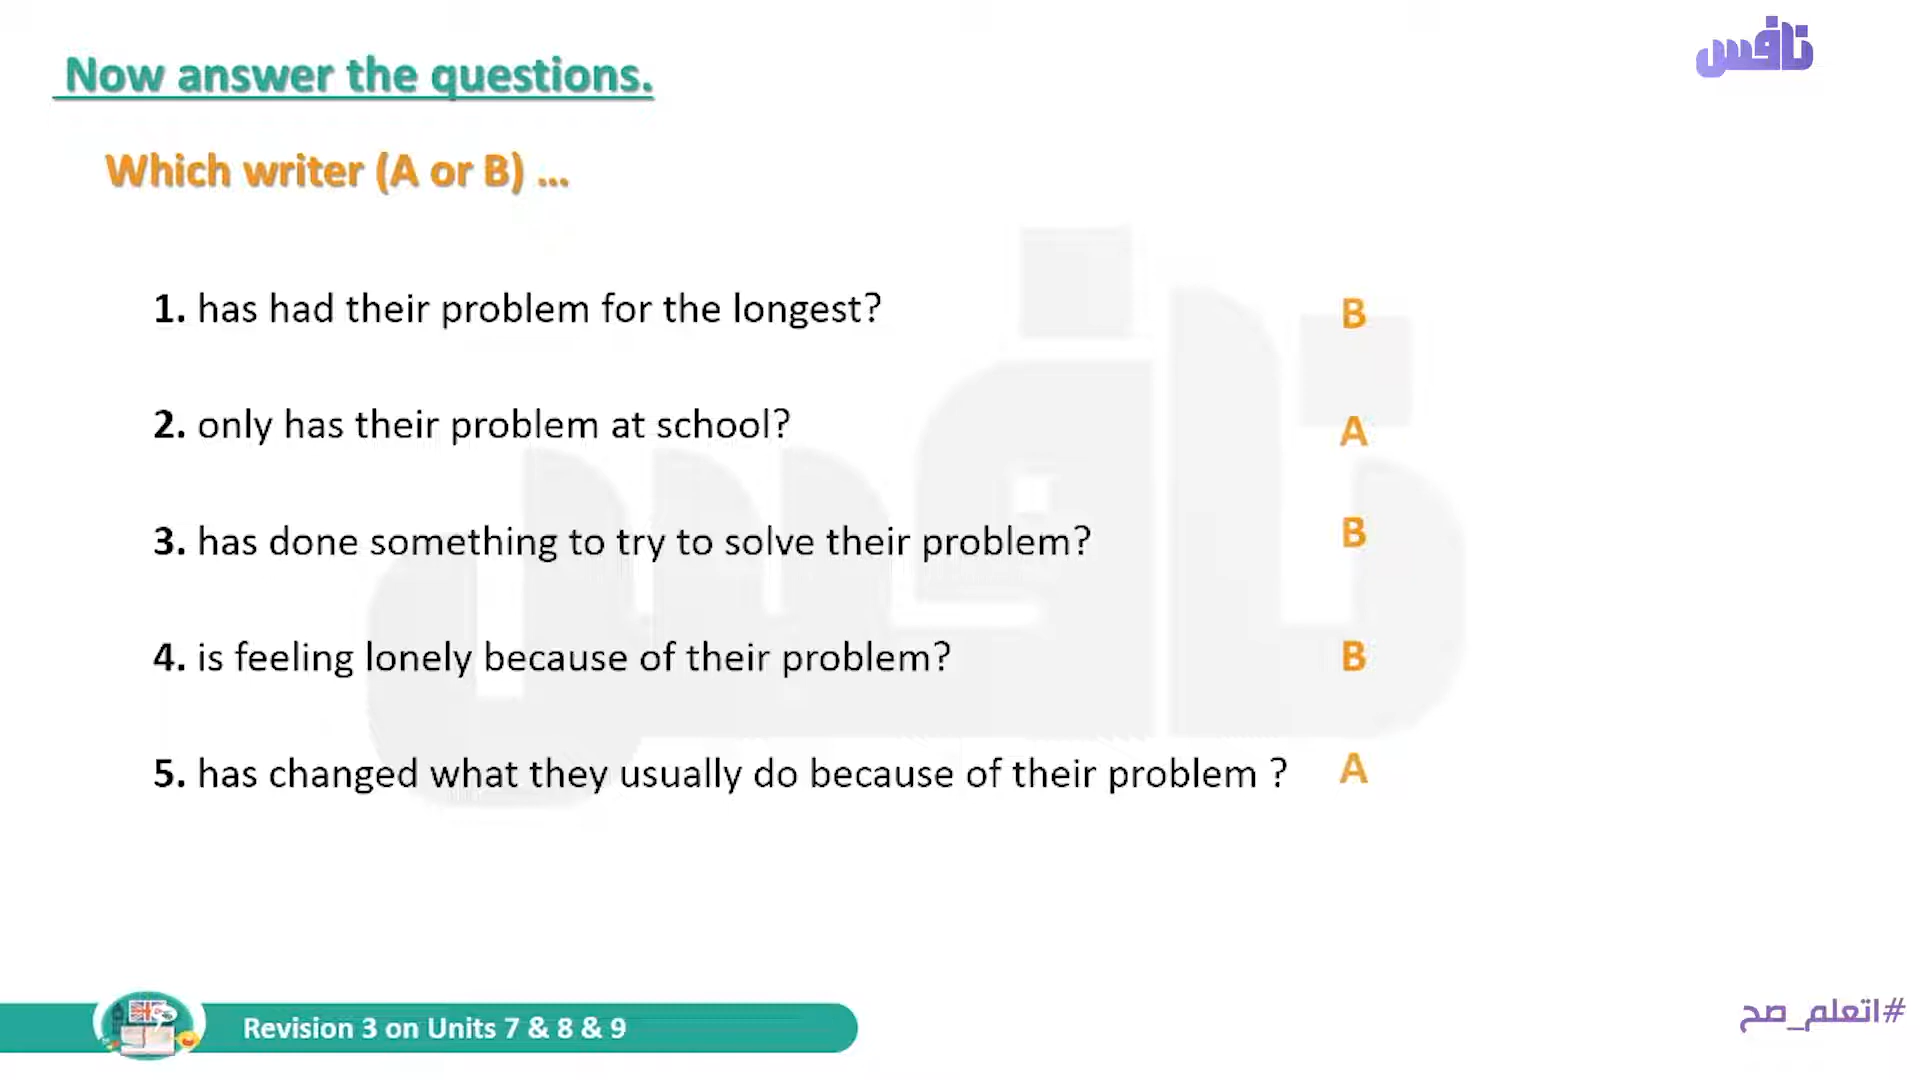 Now answer the questions.
نافس
Which writer (A or B) ...
1. has had their problem for the longest? B
2. only has their problem at school? A
3. has done something to try to solve their problem? B
4. is feeling lonely because of their problem? B
5. has changed what they usually do because of their problem ? A
نافس
Revision 3 on Units 7 & 8 & 9
#اتعلم_صح